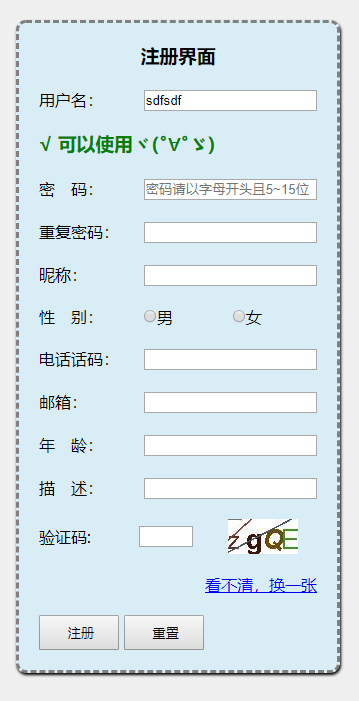 注册界面
用户名： sdfsdf
√ 可以使用ヾ(ﾟ∀ﾟゞ)
密 码： 密码请以字母开头且5~15位
重复密码：
昵称：
性 别： 男 女
电话话码：
邮箱：
年 龄：
描 述：
验证码: zgQE
看不清，换一张
注册 重置